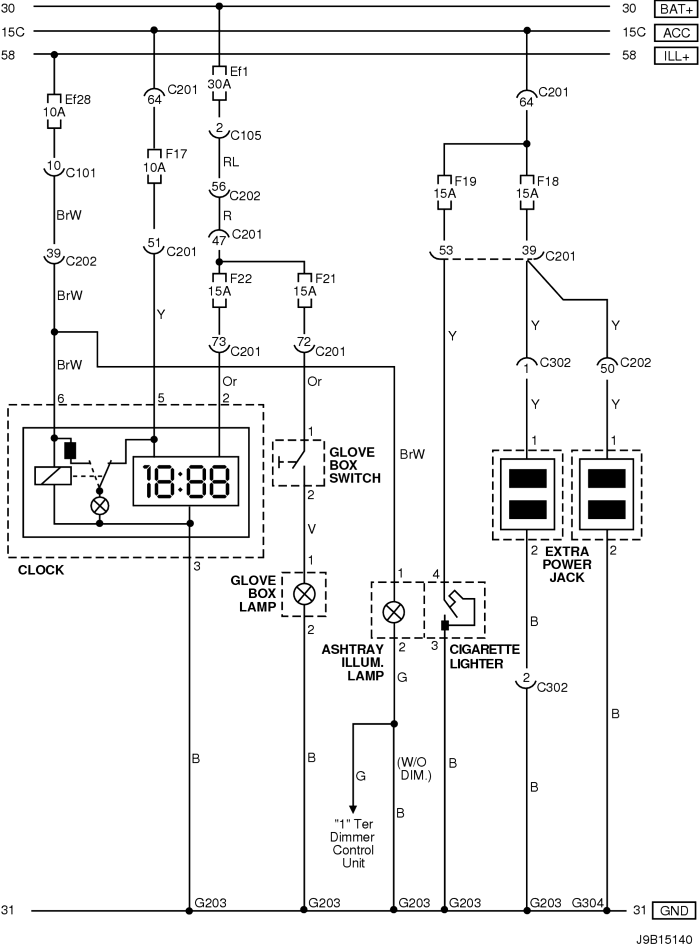 30 30 BAT+
15C 15C ACC
58 58 ILL+
Ef1
30A
Ef28
10A
C201
64
C201
64
2
C105
F17
10A
10
C101
RL
F19
15A
F18
15A
56
C202
BrW
R
47
C201
39
C202
51
C201
53
39
C201
F22
15A
F21
15A
BrW
Y
Y
Y
Y
73
C201
72
C201
BrW
1
C302
50
C202
Or
Or
6
5
2
Y
Y
1
1
1
GLOVE
BOX
SWITCH
BrW
18:88
2
V
2
2
EXTRA
POWER
JACK
CLOCK
3
1
GLOVE
BOX
LAMP
1
4
2
B
2
3
ASHTRAY
ILLUM.
LAMP
CIGARETTE
LIGHTER
G
2
C302
B
B
B
(W/O
DIM.)
B
G
B
B
"1" Ter
Dimmer
Control
Unit
G203
G203
G203
G203
G203
G304
31 31 GND
J9B15140